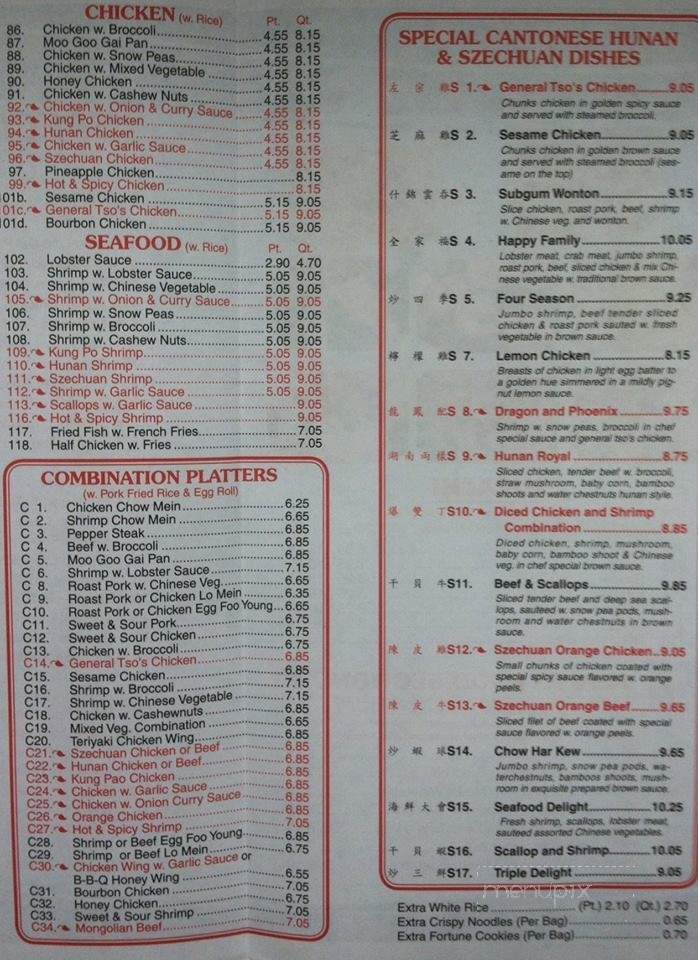 CHICKEN (w. Rice) Pt. Qt.
86. Chicken w. Broccoli 4.55 8.15
87. Moo Goo Gai Pan 4.55 8.15
88. Chicken w. Snow Peas 4.55 8.15
89. Chicken w. Mixed Vegetable 4.55 8.15
90. Honey Chicken 4.55 8.15
91. Chicken w. Cashew Nuts 4.55 8.15
92. Chicken w. Onion & Curry Sauce 4.55 8.15
93. Kung Po Chicken 4.55 8.15
94. Hunan Chicken 4.55 8.15
95. Chicken w. Garlic Sauce 4.55 8.15
96. Szechuan Chicken 4.55 8.15
97. Pineapple Chicken 8.15
99. Hot & Spicy Chicken 8.15
101b. Sesame Chicken 5.15 9.05
101c. General Tso's Chicken 5.15 9.05
101d. Bourbon Chicken 5.15 9.05
SEAFOOD (w. Rice) Pt. Qt.
102. Lobster Sauce 2.90 4.70
103. Shrimp w. Lobster Sauce 5.05 9.05
104. Shrimp w. Chinese Vegetable 5.05 9.05
105. Shrimp w. Onion & Curry Sauce 5.05 9.05
106. Shrimp w. Snow Peas 5.05 9.05
107. Shrimp w. Broccoli 5.05 9.05
108. Shrimp w. Cashew Nuts 5.05 9.05
109. Kung Po Shrimp 5.05 9.05
110. Hunan Shrimp 5.05 9.05
111. Szechuan Shrimp 5.05 9.05
112. Shrimp w. Garlic Sauce 5.05 9.05
113. Scallops w. Garlic Sauce 9.05
116. Hot & Spicy Shrimp 9.05
117. Fried Fish w. French Fries 7.05
118. Half Chicken w. Fries 7.05
COMBINATION PLATTERS
(w. Pork Fried Rice & Egg Roll)
C 1. Chicken Chow Mein 6.25
C 2. Shrimp Chow Mein 6.65
C 3. Pepper Steak 6.85
C 4. Beef w. Broccoli 6.85
C 5. Moo Goo Gai Pan 6.85
C 6. Shrimp w. Lobster Sauce 7.15
C 8. Roast Pork w. Chinese Veg. 6.65
C 9. Roast Pork or Chicken Lo Mein 6.35
C10. Roast Pork or Chicken Egg Foo Young 6.65
C11. Sweet & Sour Pork 6.75
C12. Sweet & Sour Chicken 6.75
C13. Chicken w. Broccoli 6.75
C14. General Tso's Chicken 6.85
C15. Sesame Chicken 6.85
C16. Shrimp w. Broccoli 7.15
C17. Shrimp w. Chinese Vegetable 7.15
C18. Chicken w. Cashewnuts 6.85
C19. Mixed Veg. Combination 6.65
C20. Teriyaki Chicken Wing 6.85
C21. Szechuan Chicken or Beef 6.85
C22. Hunan Chicken or Beef 6.85
C23. Kung Pao Chicken 6.85
C24. Chicken w. Garlic Sauce 6.85
C25. Chicken w. Onion Curry Sauce 6.85
C26. Orange Chicken 6.85
C27. Hot & Spicy Shrimp 7.05
C28. Shrimp or Beef Egg Foo Young 6.85
C29. Shrimp or Beef Lo Mein 6.75
C30. Chicken Wing w. Garlic Sauce or
B-B-Q Honey Wing 6.55
C31. Bourbon Chicken 7.05
C32. Honey Chicken 6.75
C33. Sweet & Sour Shrimp 7.05
C34. Mongolian Beef 7.05
SPECIAL CANTONESE HUNAN
& SZECHUAN DISHES
左宗雞 S 1. General Tso's Chicken 9.05
Chunks chicken in golden spicy sauce
and served with steamed broccoli.
芝麻雞 S 2. Sesame Chicken 9.05
Chunks chicken in golden brown sauce
and served with steamed broccoli (ses-
ame on the top)
什錦雲吞 S 3. Subgum Wonton 9.15
Slice chicken, roast pork, beef, shrimp
w. Chinese veg. and wonton.
全家福 S 4. Happy Family 10.05
Lobster meat, crab meat, jumbo shrimp,
roast pork, beef, sliced chicken & mix Chi-
nese vegetable w. traditional brown sauce.
炒四季 S 5. Four Season 9.25
Jumbo shrimp, beef tender sliced
chicken & roast pork sauted w. fresh
vegetable in brown sauce.
檸檬雞 S 7. Lemon Chicken 8.15
Breasts of chicken in light egg batter to
a golden hue simmered in a mildly pig-
nut lemon sauce.
龍鳳配 S 8. Dragon and Phoenix 9.75
Shrimp w. snow peas, broccoli in chef
special sauce and general tso's chicken.
湖南兩樣 S 9. Hunan Royal 8.75
Sliced chicken, tender beef w. broccoli,
straw mushroom, baby corn, bamboo
shoots and water chestnuts hunan style.
爆雙丁 S10. Diced Chicken and Shrimp
Combination 8.85
Diced chicken, shrimp, mushroom,
baby corn, bamboo shoot & Chinese
veg. in chef special brown sauce.
干貝牛 S11. Beef & Scallops 9.85
Sliced tender beef and deep sea scal-
lops, sauteed w. snow pea pods, mush-
room and water chestnuts in brown
sauce.
陳皮雞 S12. Szechuan Orange Chicken 9.05
Small chunks of chicken coated with
special spicy sauce flavored w. orange
peels.
陳皮牛 S13. Szechuan Orange Beef 9.65
Sliced filet of beef coated with special
sauce flavored w. orange peels.
炒蝦球 S14. Chow Har Kew 9.65
Jumbo shrimp, snow pea pods, wa-
terchestnuts, bamboos shoots, mush-
room in exquisite prepared brown sauce.
海鮮大會 S15. Seafood Delight 10.25
Fresh shrimp, scallops, lobster meat,
sauteed assorted Chinese vegetables.
干貝蝦 S16. Scallop and Shrimp 10.05
炒三鮮 S17. Triple Delight 9.05
menupix
Extra White Rice (Pt.) 2.10 (Qt.) 2.70
Extra Crispy Noodles (Per Bag) 0.65
Extra Fortune Cookies (Per Bag) 0.70